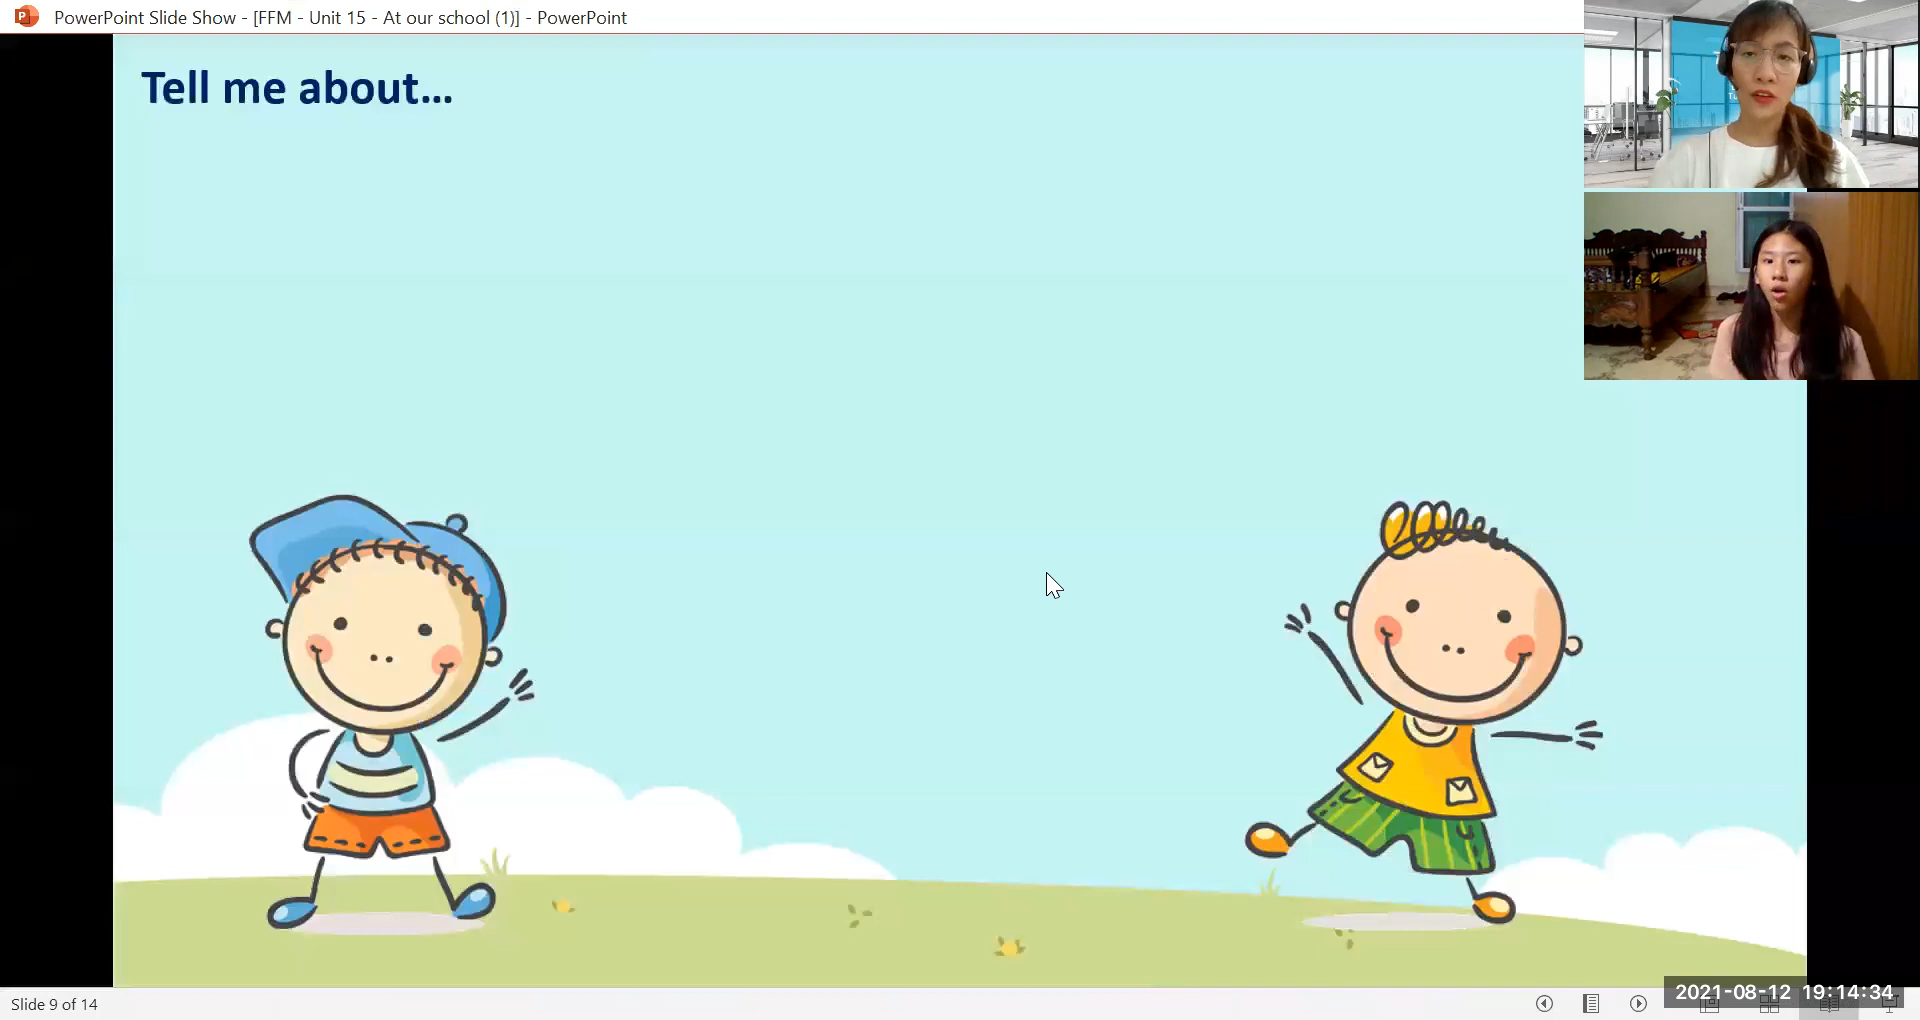 PowerPoint Slide Show - [FFM - Unit 15 - At our school (1)] - PowerPoint
Tell me about...
Slide 9 of 14
2021-08-12 19:14:34